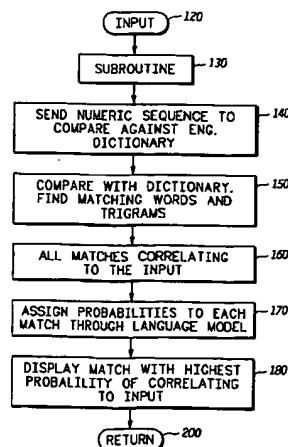 INPUT
120
SUBROUTINE
130
SEND NUMERIC SEQUENCE TO
COMPARE AGAINST ENG.
DICTIONARY
140
COMPARE WITH DICTIONARY.
FIND MATCHING WORDS AND
TRIGRAMS
150
ALL MATCHES CORRELATING
TO THE INPUT
160
ASSIGN PROBABILITIES TO EACH
MATCH THROUGH LANGUAGE MODEL
170
DISPLAY MATCH WITH HIGHEST
PROBALILITY OF CORRELATING
TO INPUT
180
RETURN
200